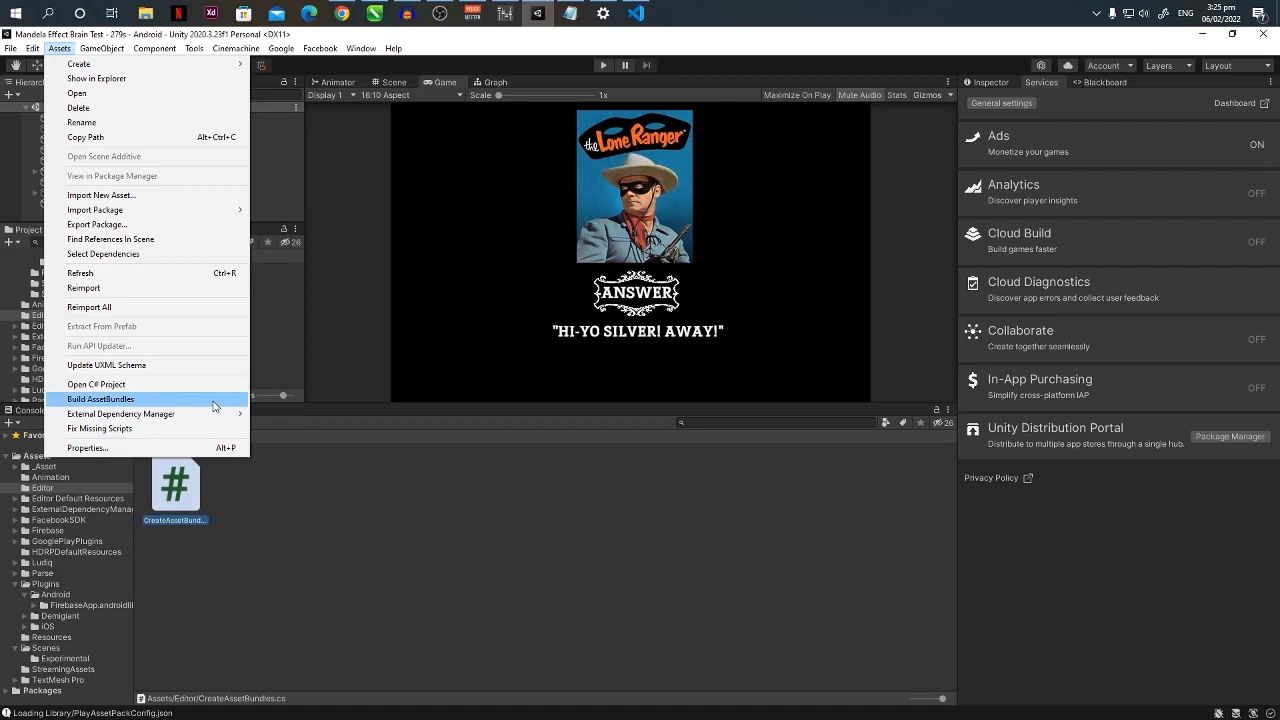 3:25 pm
ENG
06/02/2022
Mandela Effect Brain Test - 279s - Android - Unity 2020.3.23f1 Personal <DX11>
File Edit Assets GameObject Component Tools Cinemachine Google Facebook Window Help
Account Layers Layout
Create
Show in Explorer
Open
Delete
Rename
Copy Path Alt+Ctrl+C
Open Scene Additive
View in Package Manager
Import New Asset...
Import Package
Export Package...
Find References In Scene
Select Dependencies
Refresh Ctrl+R
Reimport
Reimport All
Extract From Prefab
Run API Updater...
Update UXML Schema
Open C# Project
Build AssetBundles
External Dependency Manager
Fix Missing Scripts
Properties... Alt+P
Hierarc
Project
26
Animator Scene Game Graph
Display 1 16:10 Aspect Scale 1x Maximize On Play Mute Audio Stats Gizmos
the Lone Ranger
ANSWER
"HI-YO SILVER! AWAY!"
Inspector Services Blackboard
General settings Dashboard
Ads
Monetize your games
ON
Analytics
Discover player insights
OFF
Cloud Build
Build games faster
OFF
Cloud Diagnostics
Discover app errors and collect user feedback
Collaborate
Create together seamlessly
OFF
In-App Purchasing
Simplify cross-platform IAP
OFF
Unity Distribution Portal
Distribute to multiple app stores through a single hub.
Package Manager
Privacy Policy
Console
26
Favor
Assets
_Asset
Animation
Editor
Editor Default Resources
ExternalDependencyMana
FacebookSDK
Firebase
GooglePlayPlugins
HDRPDefaultResources
Ludiq
Parse
Plugins
Android
FirebaseApp.androidlil
Demigiant
iOS
Resources
Scenes
Experimental
StreamingAssets
TextMesh Pro
Packages
#
CreateAssetBund...
Assets/Editor/CreateAssetBundles.cs
Loading Library/PlayAssetPackConfig.json